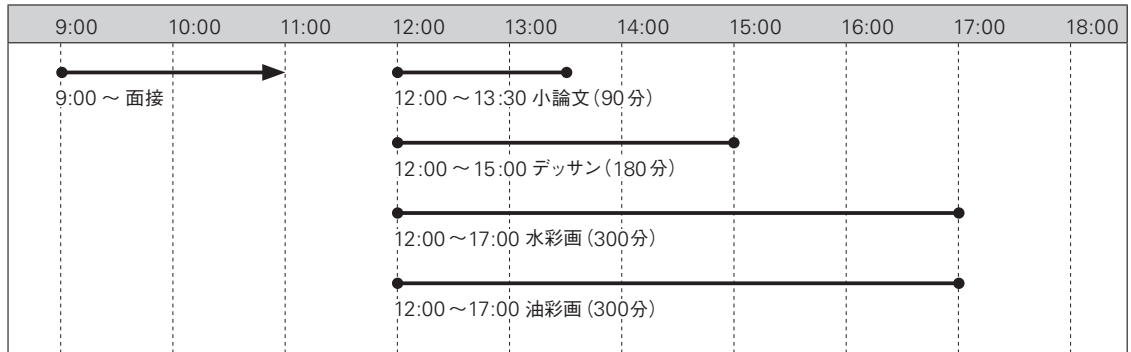 9:00 10:00 11:00 12:00 13:00 14:00 15:00 16:00 17:00 18:00
9:00 ～ 面接
12:00 ～ 13:30 小論文（90分）
12:00 ～ 15:00 デッサン（180分）
12:00 ～ 17:00 水彩画（300分）
12:00 ～ 17:00 油彩画（300分）